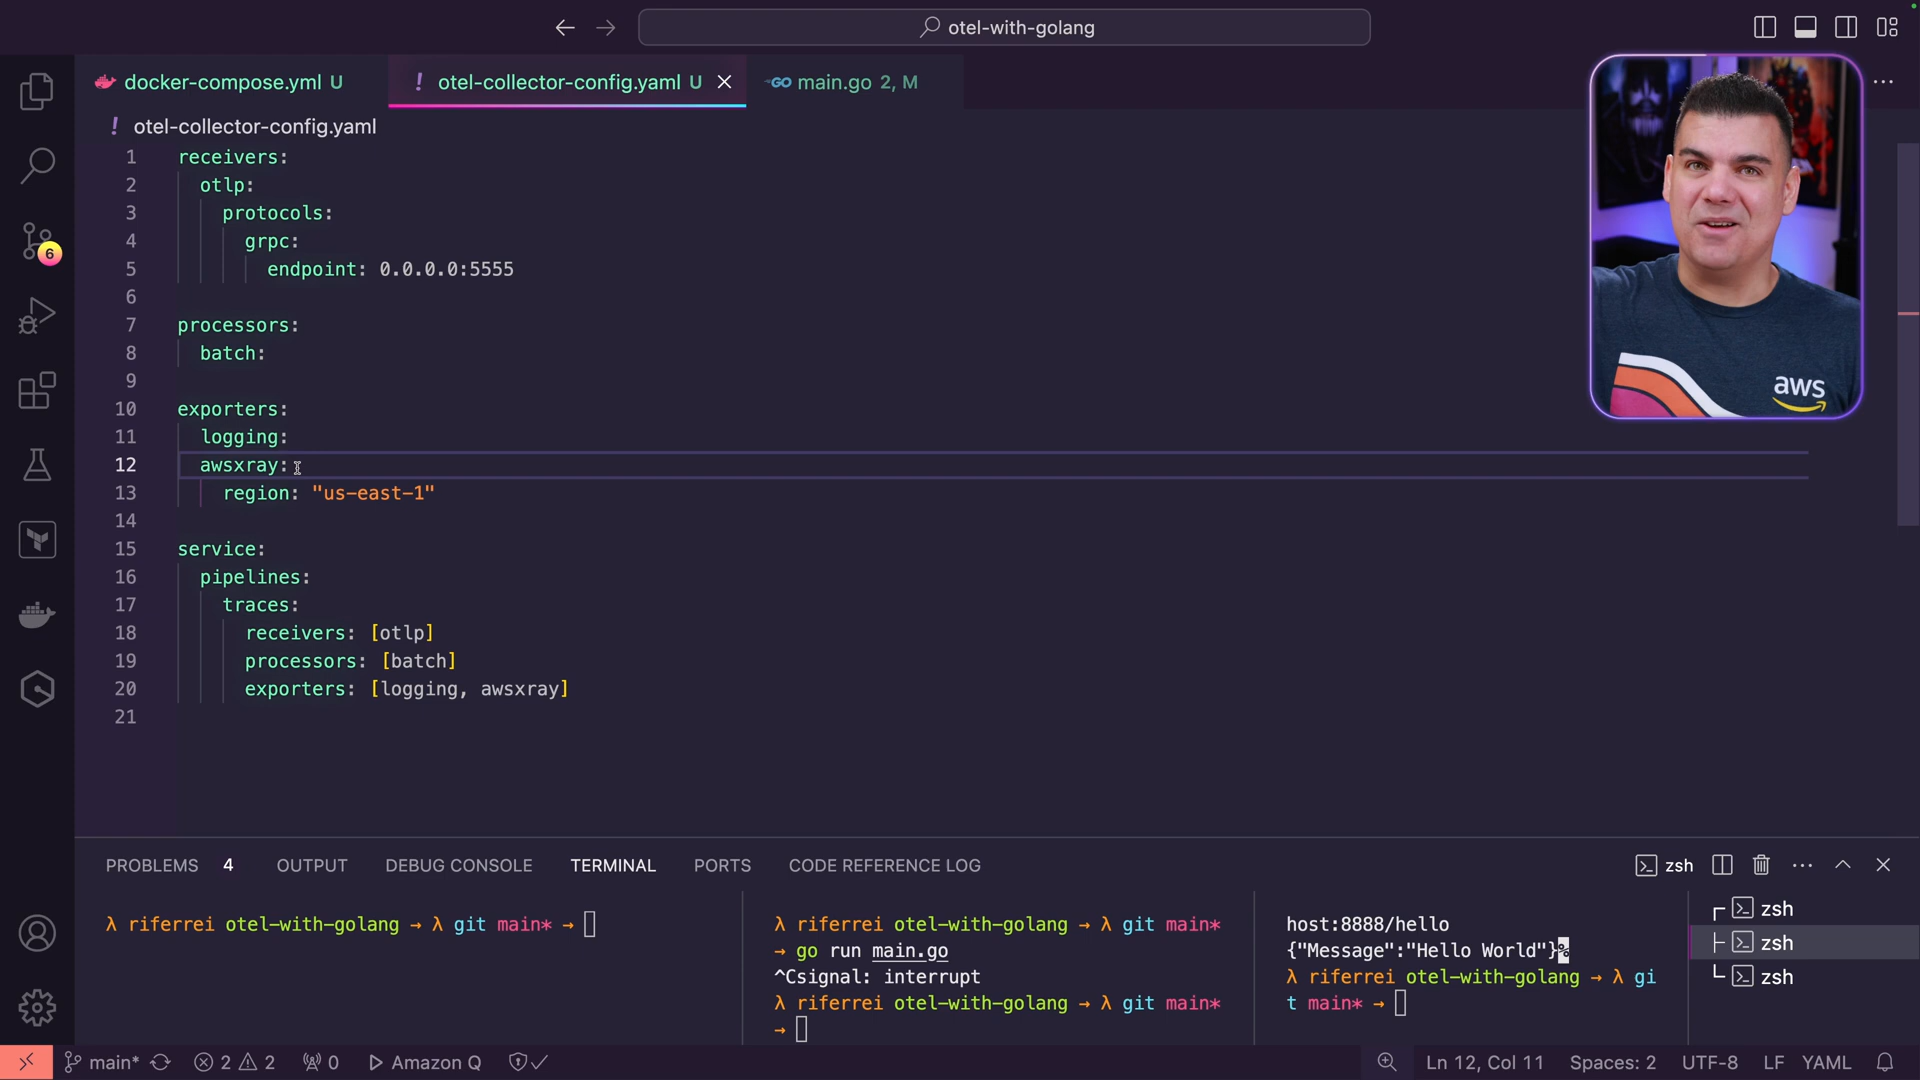 otel-with-golang
docker-compose.yml U
! otel-collector-config.yaml U
GO main.go 2, M
! otel-collector-config.yaml
1 receivers:
2 otlp:
3 protocols:
4 grpc:
5 endpoint: 0.0.0.0:5555
6
7 processors:
8 batch:
9
10 exporters:
11 logging:
12 awsxray:
13 region: "us-east-1"
14
15 service:
16 pipelines:
17 traces:
18 receivers: [otlp]
19 processors: [batch]
20 exporters: [logging, awsxray]
21
6
aws
PROBLEMS 4 OUTPUT DEBUG CONSOLE TERMINAL PORTS CODE REFERENCE LOG
zsh
λ riferrei otel-with-golang → λ git main* →
λ riferrei otel-with-golang → λ git main*
→ go run main.go
^Csignal: interrupt
λ riferrei otel-with-golang → λ git main*
→
host:8888/hello
{"Message":"Hello World"}%
λ riferrei otel-with-golang → λ gi
t main* →
zsh
zsh
zsh
main* 2 2 0 Amazon Q
Ln 12, Col 11 Spaces: 2 UTF-8 LF YAML